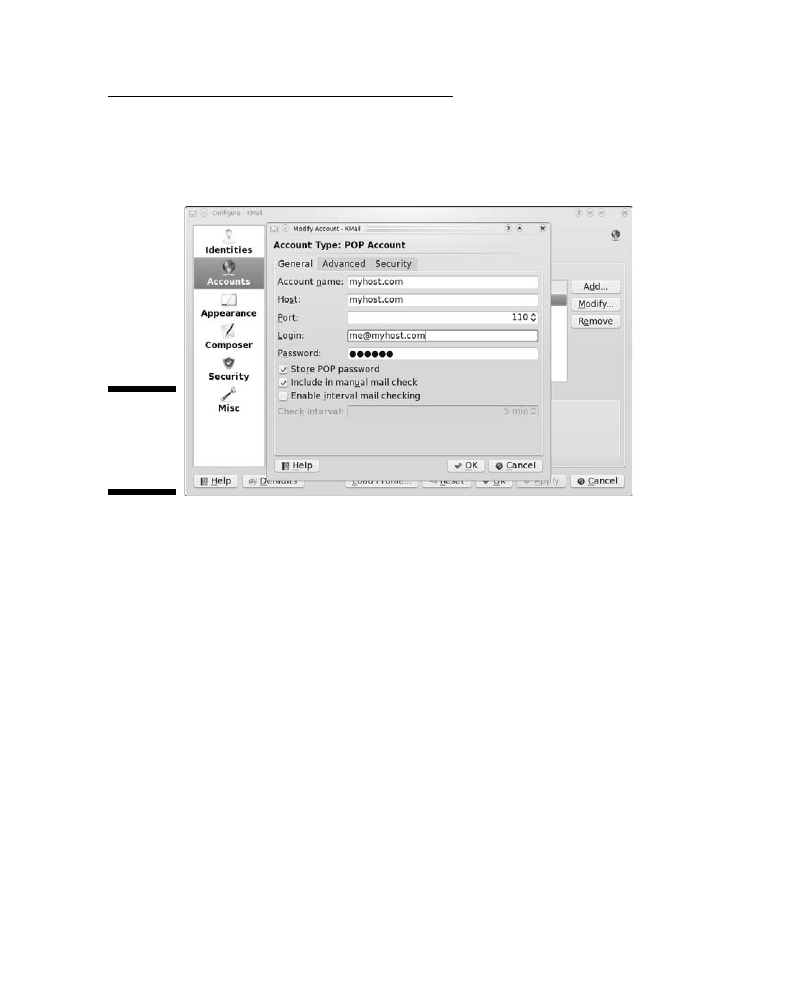 Configure - KMail
Modify Account - KMail
Identities
Accounts
Appearance
Composer
Security
Misc
Account Type: POP Account
General Advanced Security
Account name: myhost.com
Host: myhost.com
Port: 110
Login: me@myhost.com
Password: ●●●●●●
Store POP password
Include in manual mail check
Enable interval mail checking
Check interval: 5 min
Help OK Cancel
Add...
Modify...
Remove
Help Defaults Load Profile... Reset OK Apply Cancel